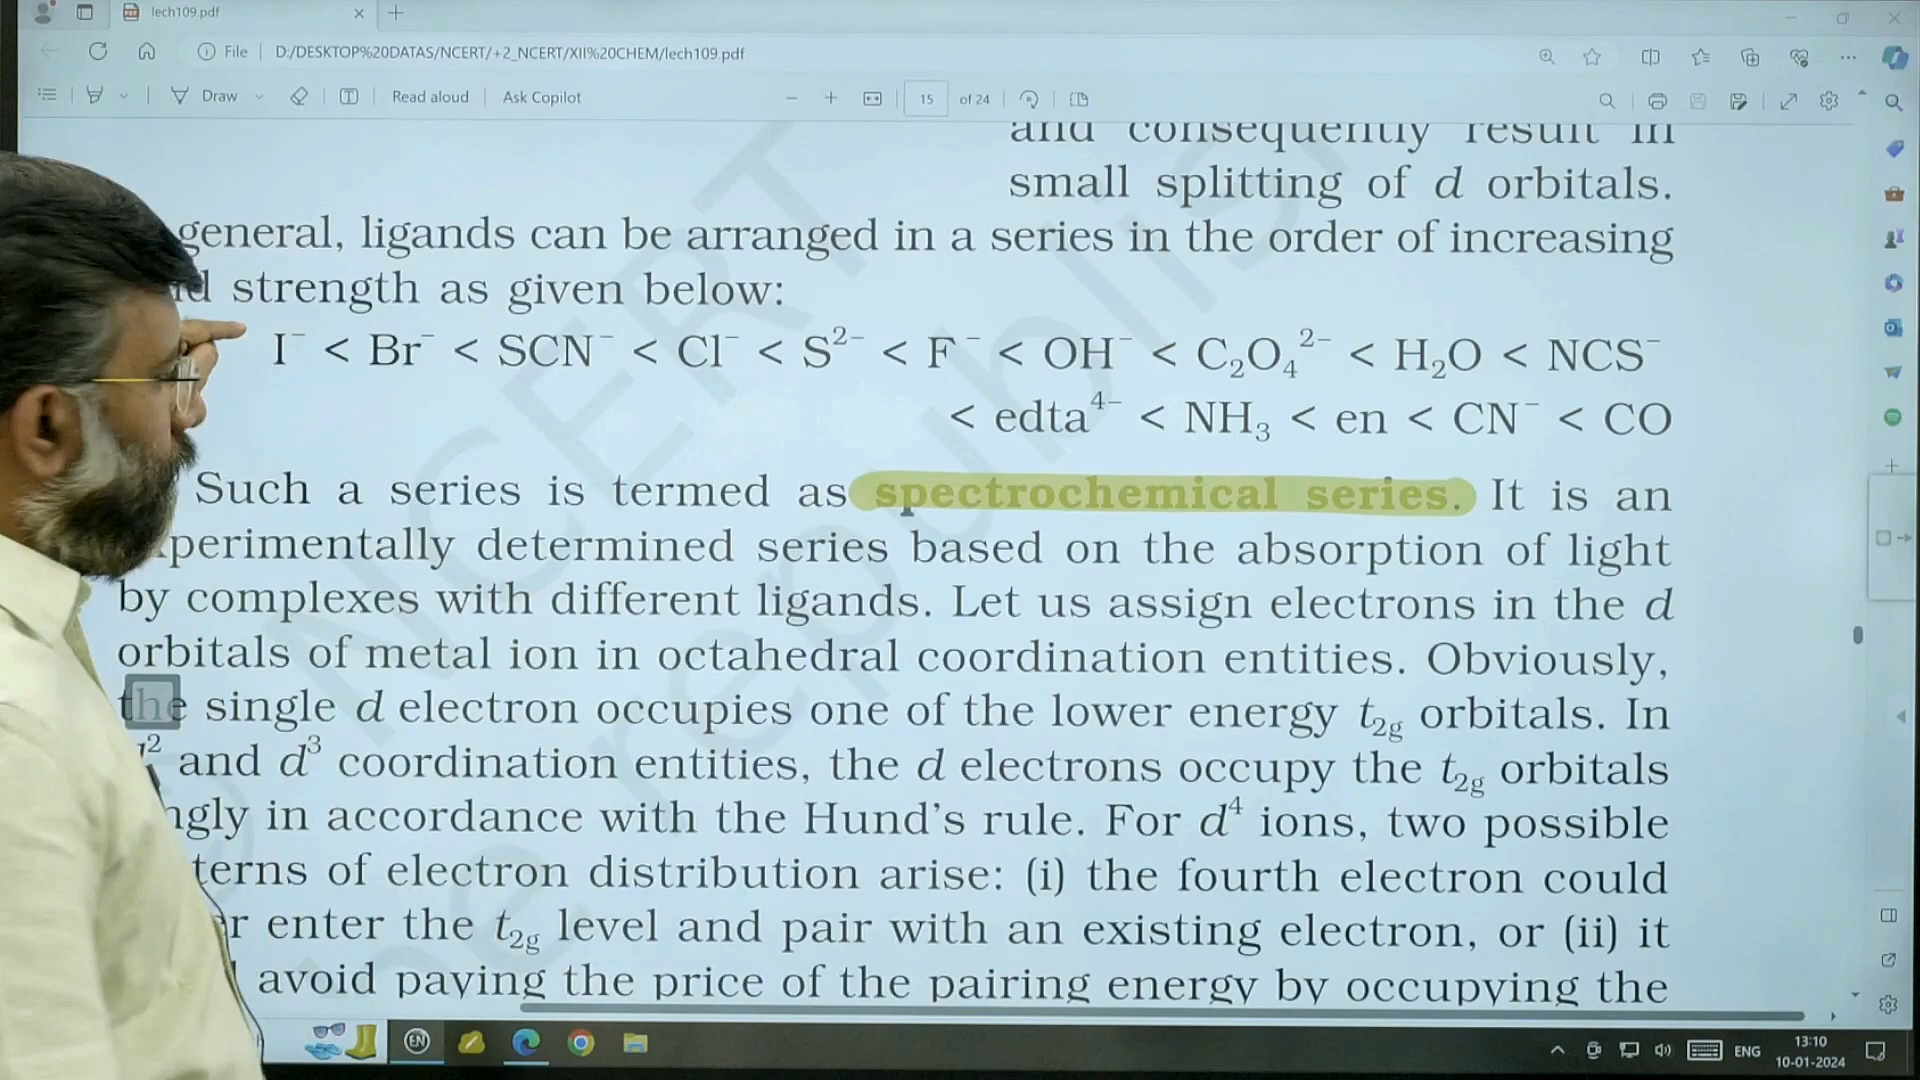 lech109.pdf
File D:/DESKTOP%20DATAS/NCERT/+2_NCERT/XII%20CHEM/lech109.pdf
Draw Read aloud Ask Copilot 15 of 24
and consequently result in
small splitting of d orbitals.
general, ligands can be arranged in a series in the order of increasing
strength as given below:
I⁻ < Br⁻ < SCN⁻ < Cl⁻ < S²⁻ < F⁻ < OH⁻ < C₂O₄²⁻ < H₂O < NCS⁻
< edta⁴⁻ < NH₃ < en < CN⁻ < CO
Such a series is termed as spectrochemical series. It is an
perimentally determined series based on the absorption of light
by complexes with different ligands. Let us assign electrons in the d
orbitals of metal ion in octahedral coordination entities. Obviously,
the single d electron occupies one of the lower energy t₂g orbitals. In
and d³ coordination entities, the d electrons occupy the t₂g orbitals
ngly in accordance with the Hund's rule. For d⁴ ions, two possible
terns of electron distribution arise: (i) the fourth electron could
r enter the t₂g level and pair with an existing electron, or (ii) it
avoid paying the price of the pairing energy by occupying the
NCERT
republis
he
EN
ENG
13:10
10-01-2024